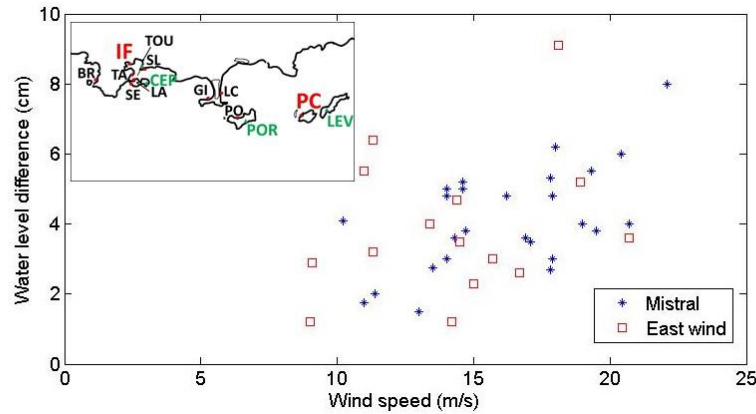 10
8
6
4
2
0
Water level difference (cm)
IF
TOU
SL
BR
TA
CEP
SE
LA
GI
LC
PO
POR
PC
LEV
Mistral
East wind
0
5
10
15
20
25
Wind speed (m/s)